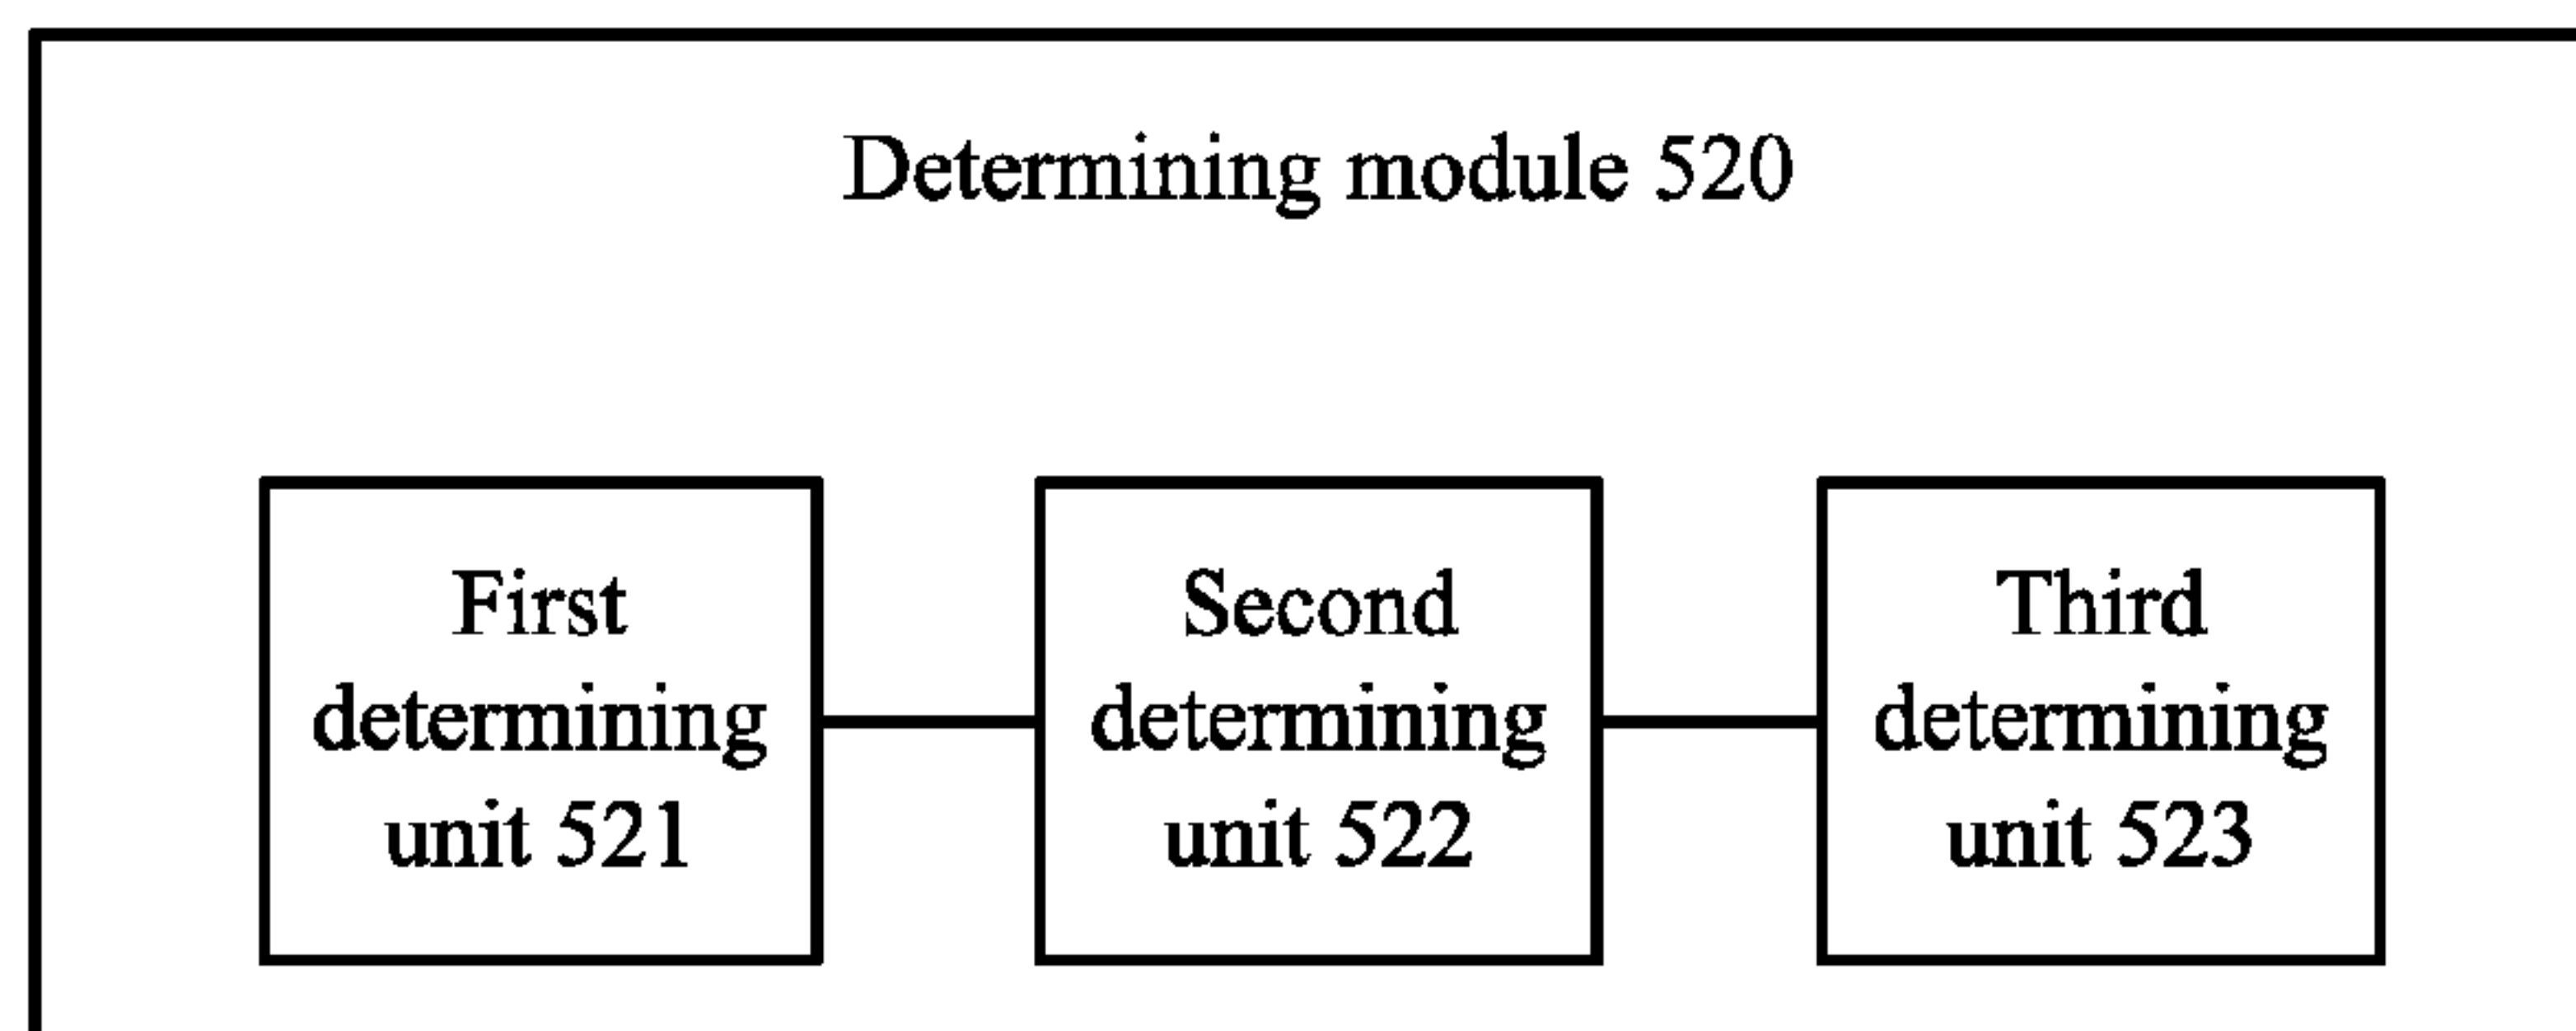 Determining module 520
First
determining
unit 521
Second
determining
unit 522
Third
determining
unit 523